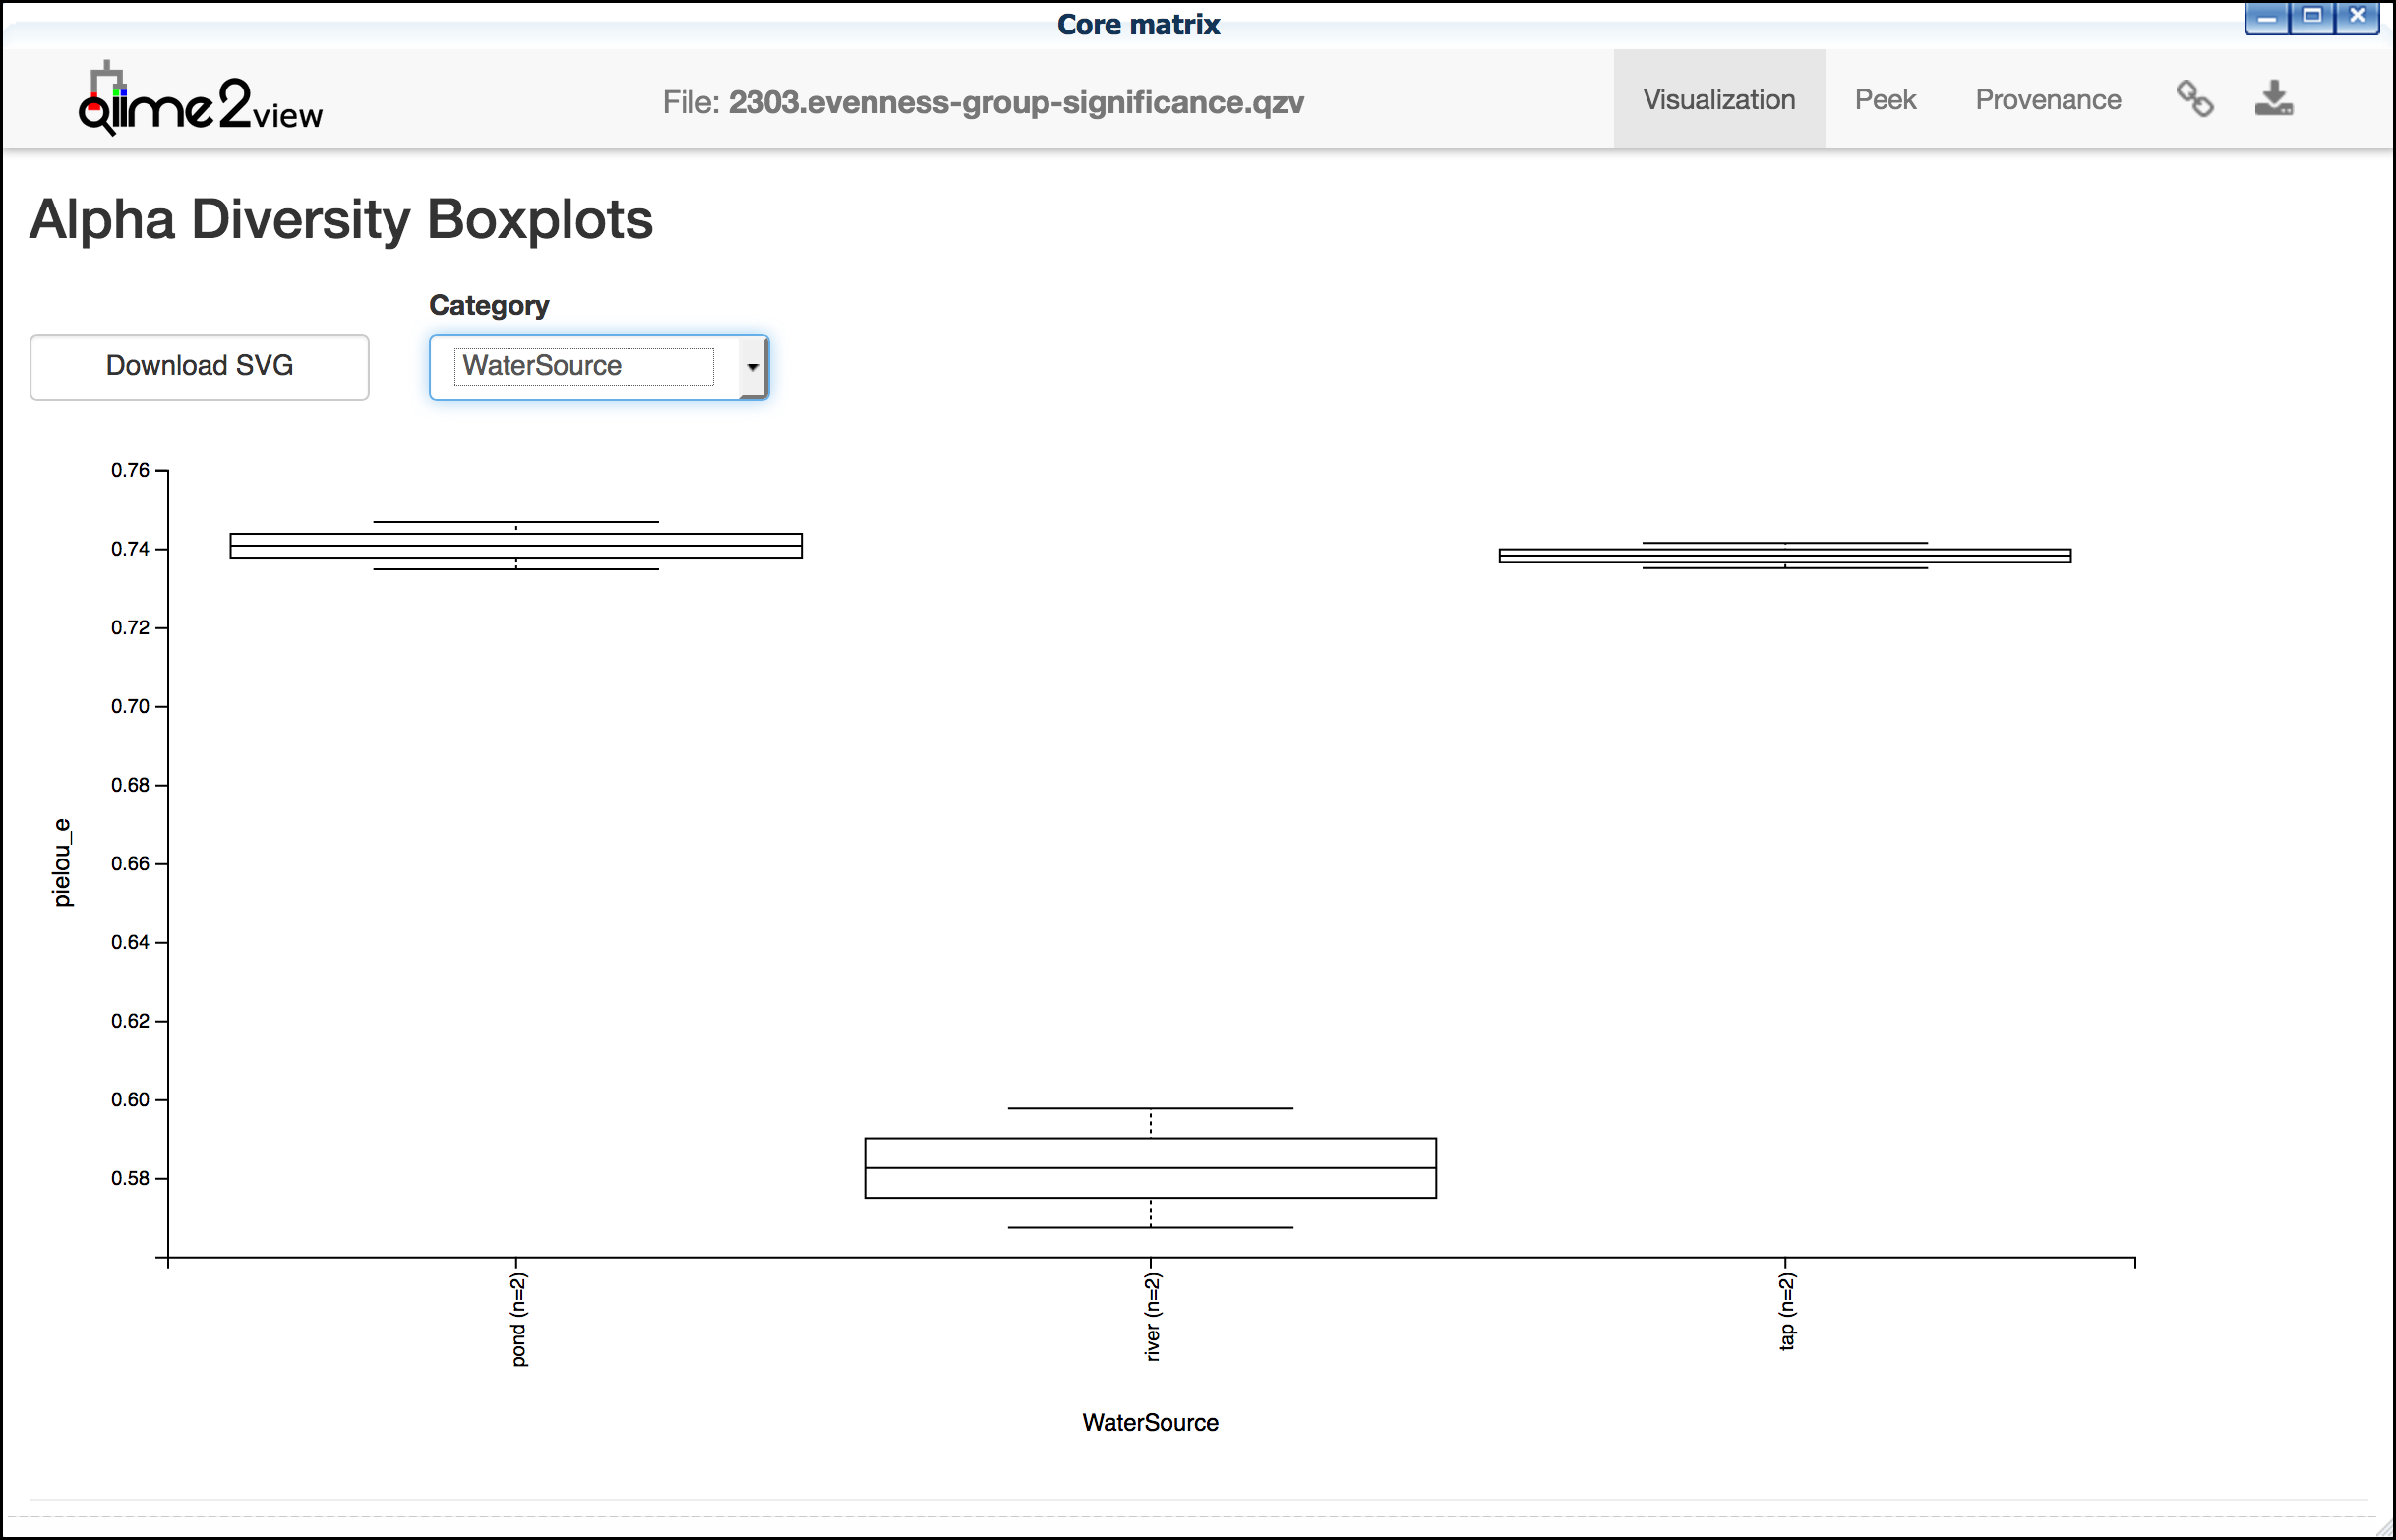 Core matrix
qiime2view
File: 2303.evenness-group-significance.qzv
Visualization
Peek
Provenance
Alpha Diversity Boxplots
Category
Download SVG
WaterSource
0.76
0.74
0.72
0.70
0.68
0.66
0.64
0.62
0.60
0.58
pielou_e
pond (n=2)
river (n=2)
tap (n=2)
WaterSource